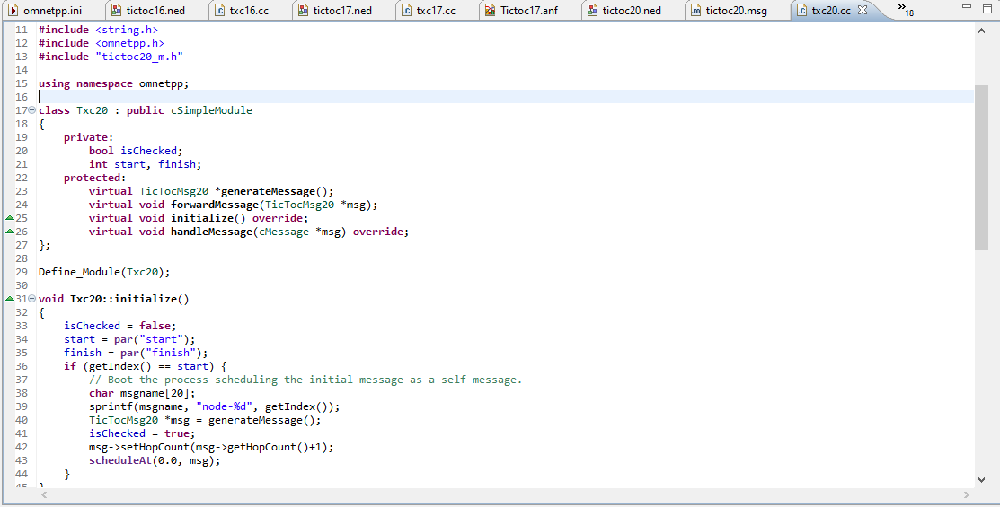 omnetpp.ini tictoc16.ned txc16.cc tictoc17.ned txc17.cc Tictoc17.anf tictoc20.ned tictoc20.msg txc20.cc »18
11 #include <string.h>
12 #include <omnetpp.h>
13 #include "tictoc20_m.h"
14
15 using namespace omnetpp;
16
17 class Txc20 : public cSimpleModule
18 {
19     private:
20         bool isChecked;
21         int start, finish;
22     protected:
23         virtual TicTocMsg20 *generateMessage();
24         virtual void forwardMessage(TicTocMsg20 *msg);
25         virtual void initialize() override;
26         virtual void handleMessage(cMessage *msg) override;
27 };
28
29 Define_Module(Txc20);
30
31 void Txc20::initialize()
32 {
33     isChecked = false;
34     start = par("start");
35     finish = par("finish");
36     if (getIndex() == start) {
37         // Boot the process scheduling the initial message as a self-message.
38         char msgname[20];
39         sprintf(msgname, "node-%d", getIndex());
40         TicTocMsg20 *msg = generateMessage();
41         isChecked = true;
42         msg->setHopCount(msg->getHopCount()+1);
43         scheduleAt(0.0, msg);
44     }
45 }